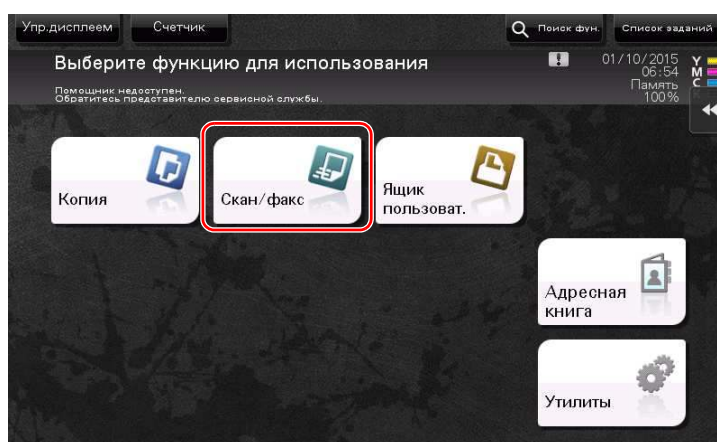 Упр.дисплеем
Счетчик
Поиск фун.
Список заданий
Выберите функцию для использования
Помощник недоступен.
Обратитесь представителю сервисной службы.
01/10/2015
06:54
Память
100%
Y
M
C
K
Копия
Скан/факс
Ящик
пользоват.
Адресная
книга
Утилиты